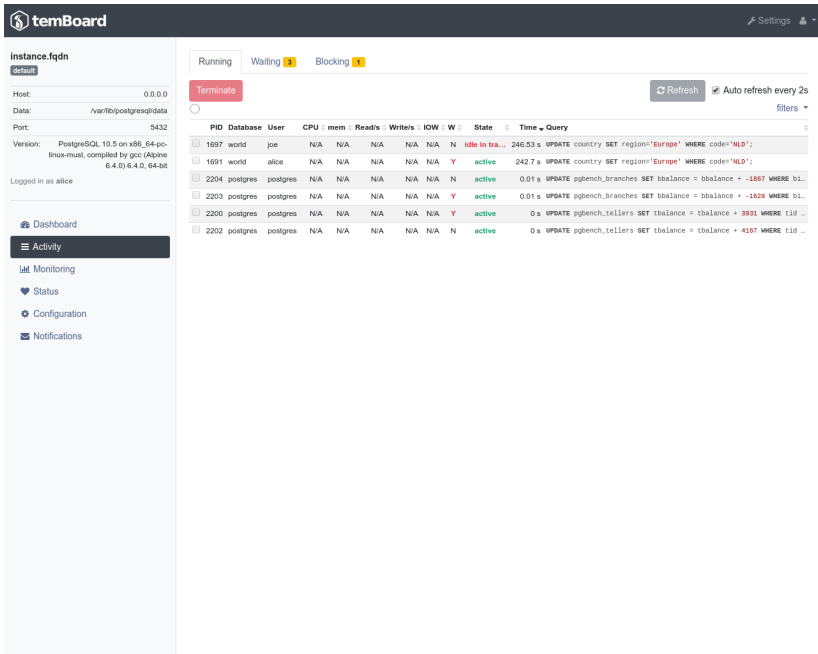 temBoard
Settings
instance.fqdn
default
Host: 0.0.0.0
Data: /var/lib/postgresql/data
Port: 5432
Version: PostgreSQL 10.5 on x86_64-pc-
linux-musl, compiled by gcc (Alpine
6.4.0) 6.4.0, 64-bit
Logged in as alice
Dashboard
Activity
Monitoring
Status
Configuration
Notifications
Running Waiting 3 Blocking 1
Terminate Refresh Auto refresh every 2s
filters
PID Database User CPU mem Read/s Write/s IOW W State Time Query
1697 world joe N/A N/A N/A N/A N/A N idle in tra... 246.53 s UPDATE country SET region='Europe' WHERE code='NLD';
1691 world alice N/A N/A N/A N/A N/A Y active 242.7 s UPDATE country SET region='Europe' WHERE code='NLD';
2204 postgres postgres N/A N/A N/A N/A N/A N active 0.01 s UPDATE pgbench_branches SET bbalance = bbalance + -1867 WHERE bi…
2203 postgres postgres N/A N/A N/A N/A N/A Y active 0.01 s UPDATE pgbench_branches SET bbalance = bbalance + -1628 WHERE bi…
2200 postgres postgres N/A N/A N/A N/A N/A Y active 0 s UPDATE pgbench_tellers SET tbalance = tbalance + 3931 WHERE tid …
2202 postgres postgres N/A N/A N/A N/A N/A N active 0 s UPDATE pgbench_tellers SET tbalance = tbalance + 4167 WHERE tid …